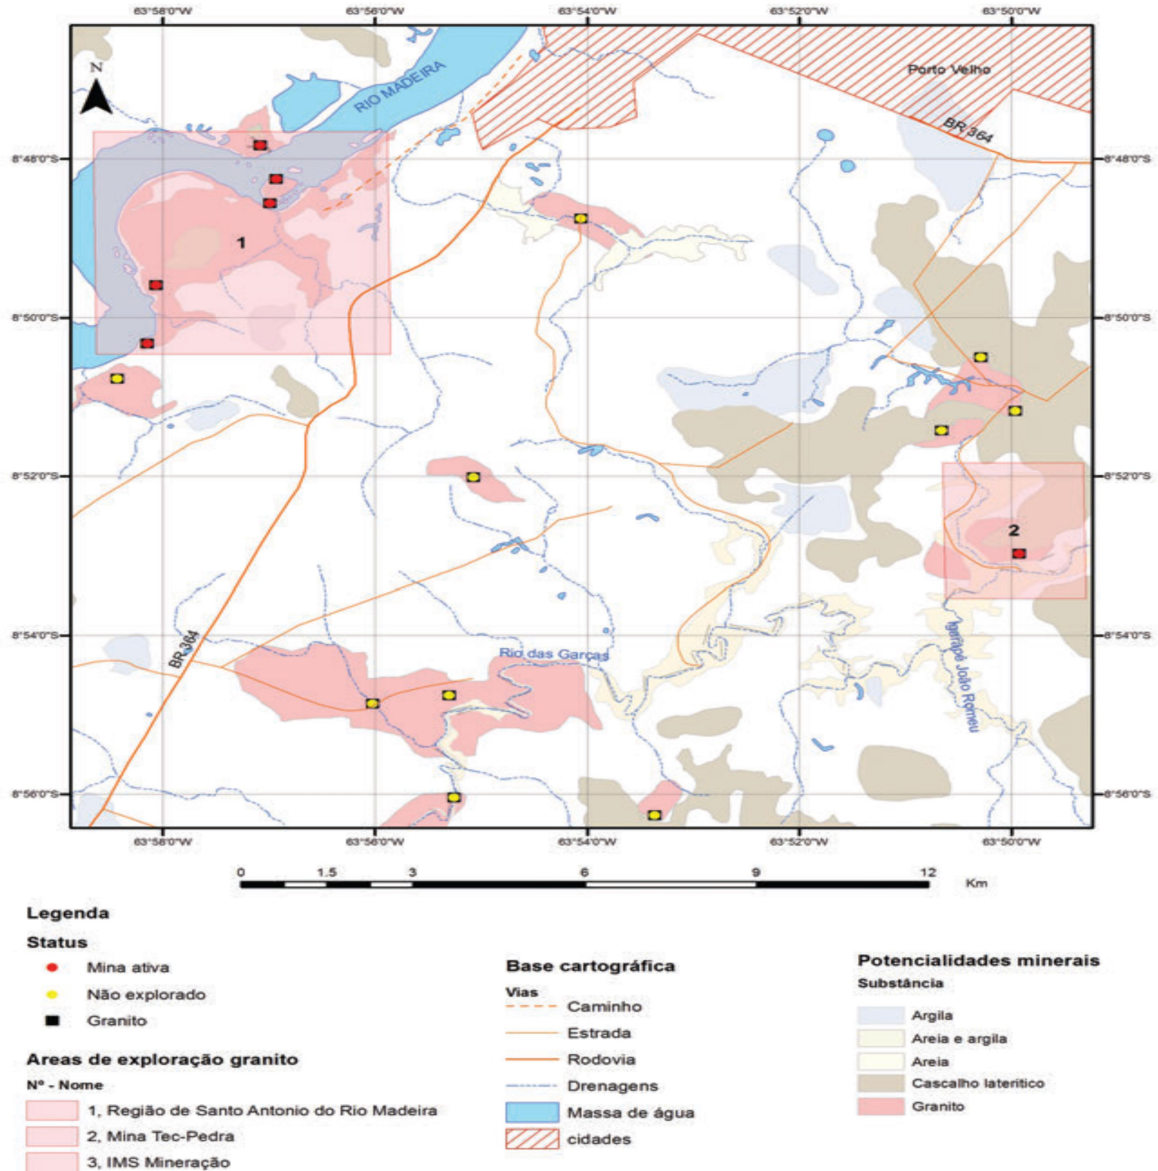 63°58'0"W 63°56'0"W 63°54'0"W 63°52'0"W 63°50'0"W
N
RIO MADEIRA
Porto Velho
BR 364
8°48'0"S 8°48'0"S
1
8°50'0"S 8°50'0"S
8°52'0"S 8°52'0"S
2
8°54'0"S 8°54'0"S
BR 364
Rio das Garças
Igarapé João Romeu
8°56'0"S 8°56'0"S
63°58'0"W 63°56'0"W 63°54'0"W 63°52'0"W 63°50'0"W
0 1.5 3 6 9 12 Km
Legenda
Status
Mina ativa
Não explorado
Granito
Areas de exploração granito
Nº - Nome
1, Região de Santo Antonio do Rio Madeira
2, Mina Tec-Pedra
3, IMS Mineração
Base cartográfica
Vias
Caminho
Estrada
Rodovia
Drenagens
Massa de água
cidades
Potencialidades minerais
Substância
Argila
Areia e argila
Areia
Cascalho laterítico
Granito